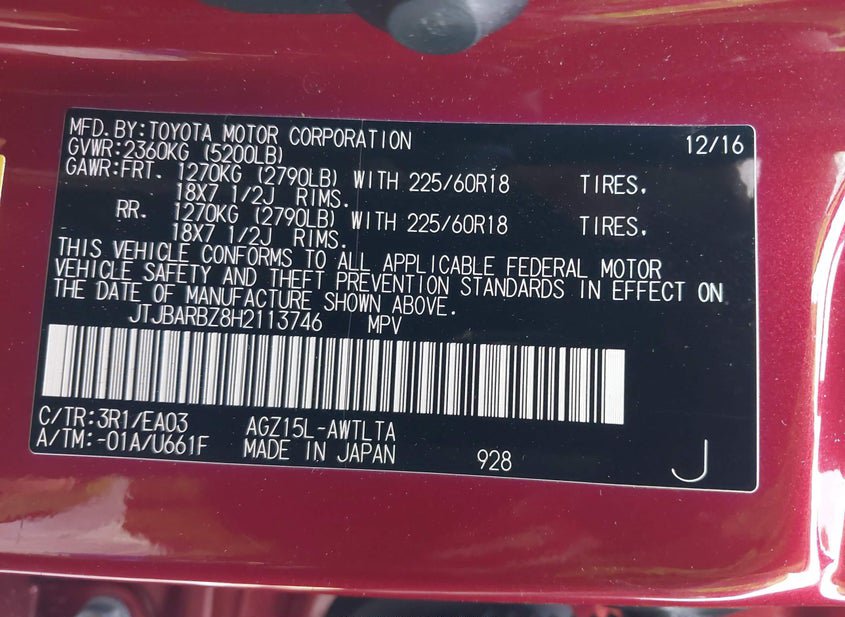 MFD. BY: TOYOTA MOTOR CORPORATION 12/16
GVWR: 2360KG (5200LB)
GAWR: FRT. 1270KG (2790LB) WITH 225/60R18 TIRES.
18X7 1/2J RIMS.
RR. 1270KG (2790LB) WITH 225/60R18 TIRES.
18X7 1/2J RIMS.
THIS VEHICLE CONFORMS TO ALL APPLICABLE FEDERAL MOTOR
VEHICLE SAFETY AND THEFT PREVENTION STANDARDS IN EFFECT ON
THE DATE OF MANUFACTURE SHOWN ABOVE.
JTJBARBZ8H2113746 MPV
C/TR: 3R1/EA03 AGZ15L-AWTLTA
A/TM: -01A/U661F MADE IN JAPAN 928 J